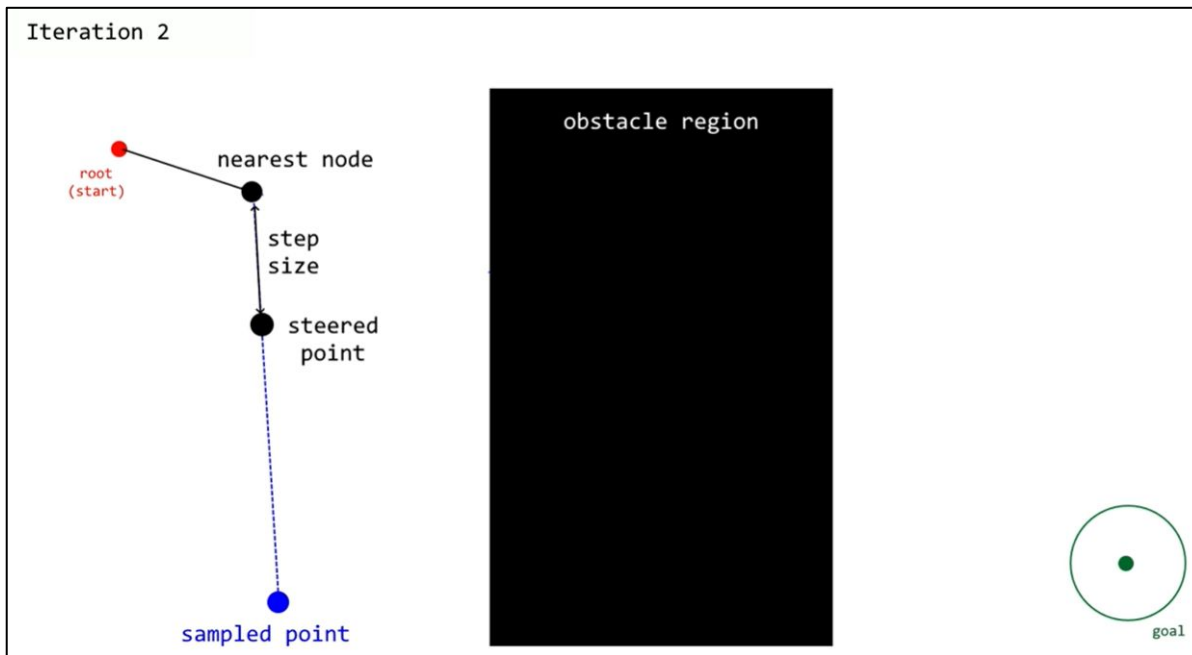 Iteration 2
obstacle region
nearest node
root
(start)
step
size
steered
point
sampled point
goal